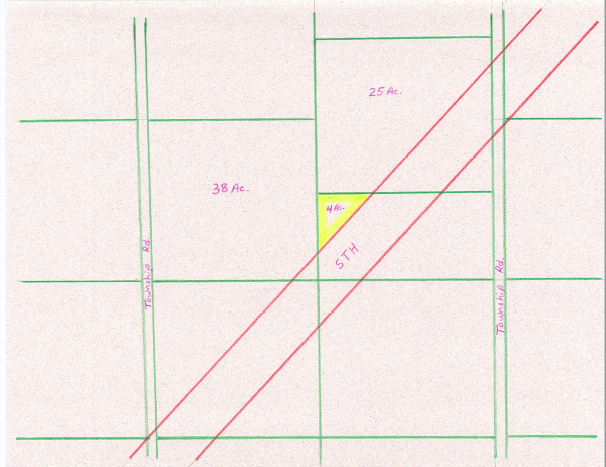 25 Ac.
38 Ac.
4 Ac.
STH
Township Rd.
Township Rd.